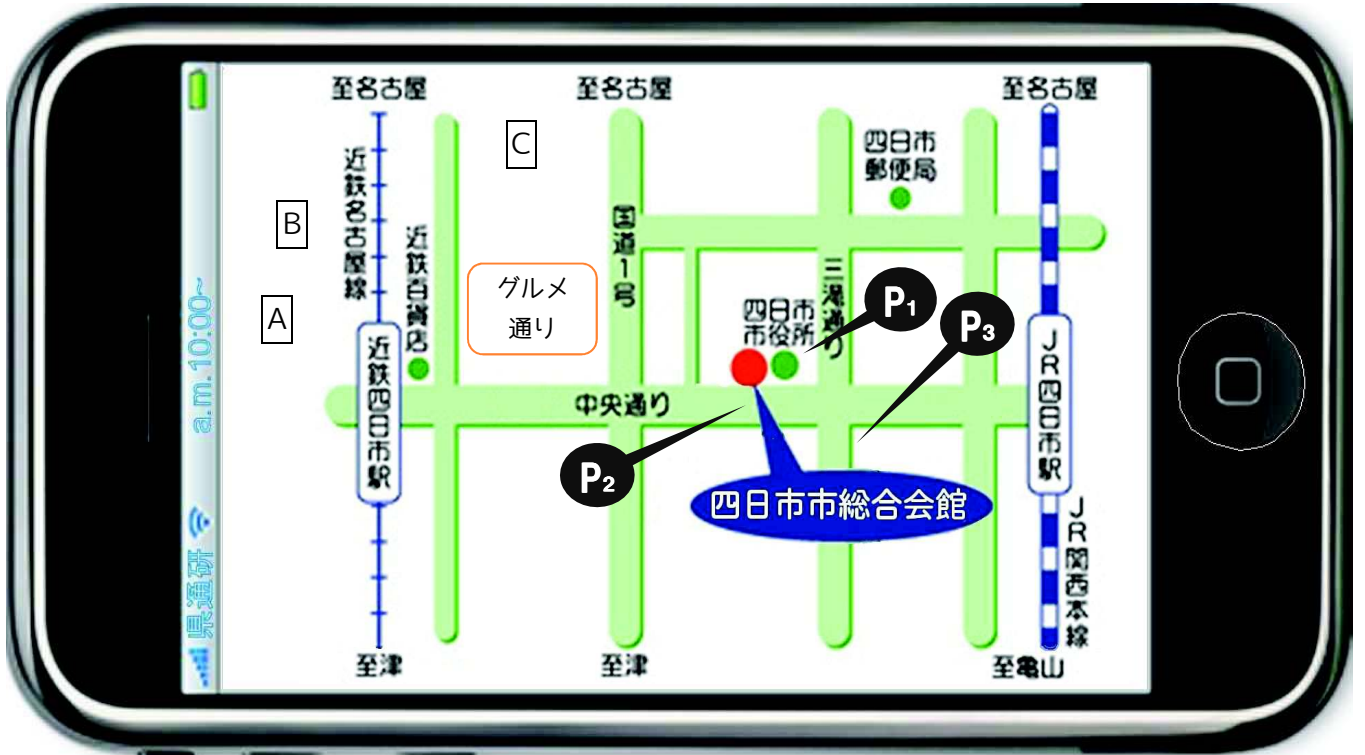 県通研
a.m.10:00~
至名古屋
至名古屋
至名古屋
C
B
A
近鉄名古屋線
近鉄百貨店
国道1号
四日市
郵便局
三滝通り
グルメ
通り
四日市
市役所
P1
P3
近鉄四日市駅
中央通り
JR四日市駅
P2
四日市市総合会館
JR関西本線
至津
至津
至亀山